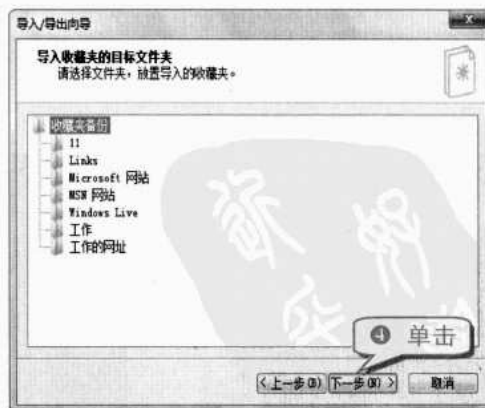 导入/导出向导
导入收藏夹的目标文件夹
请选择文件夹,放置导入的收藏夹。
收藏夹备份
11
Links
Microsoft 网站
MSN 网站
Windows Live
工作
工作的网址
4 单击
<上一步(B) 下一步(N)> 取消